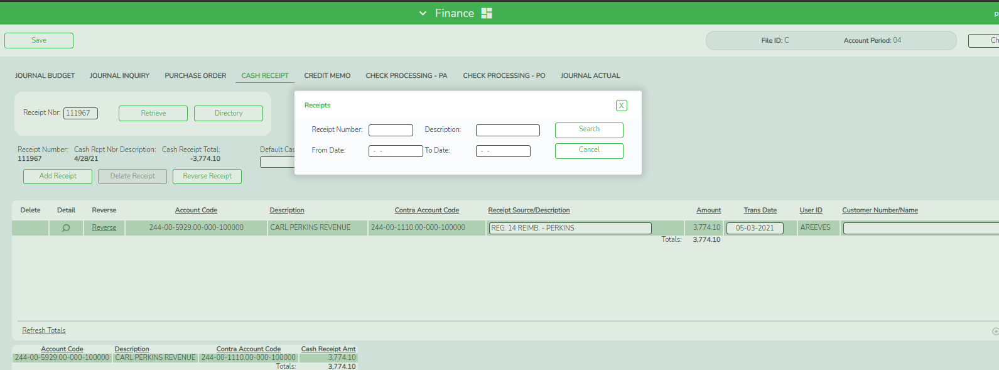 Finance
Save
File ID: C Account Period: 04
JOURNAL BUDGET JOURNAL INQUIRY PURCHASE ORDER CASH RECEIPT CREDIT MEMO CHECK PROCESSING - PA CHECK PROCESSING - PO JOURNAL ACTUAL
Receipt Nbr: 111967 Retrieve Directory
Receipts X
Receipt Number: Description: Search
From Date: - - To Date: - - Cancel
Receipt Number: Cash Rcpt Nbr Description: Cash Receipt Total: Default Cas
111967 4/28/21 -3,774.10
Add Receipt Delete Receipt Reverse Receipt
Delete Detail Reverse Account Code Description Contra Account Code Receipt Source/Description Amount Trans Date User ID Customer Number/Name
Reverse 244-00-5929.00-000-100000 CARL PERKINS REVENUE 244-00-1110.00-000-100000 REG. 14 REIMB. - PERKINS 3,774.10 05-03-2021 AREEVES
Totals: 3,774.10
Refresh Totals
Account Code Description Contra Account Code Cash Receipt Amt
244-00-5929.00-000-100000 CARL PERKINS REVENUE 244-00-1110.00-000-100000 3,774.10
Totals: 3,774.10